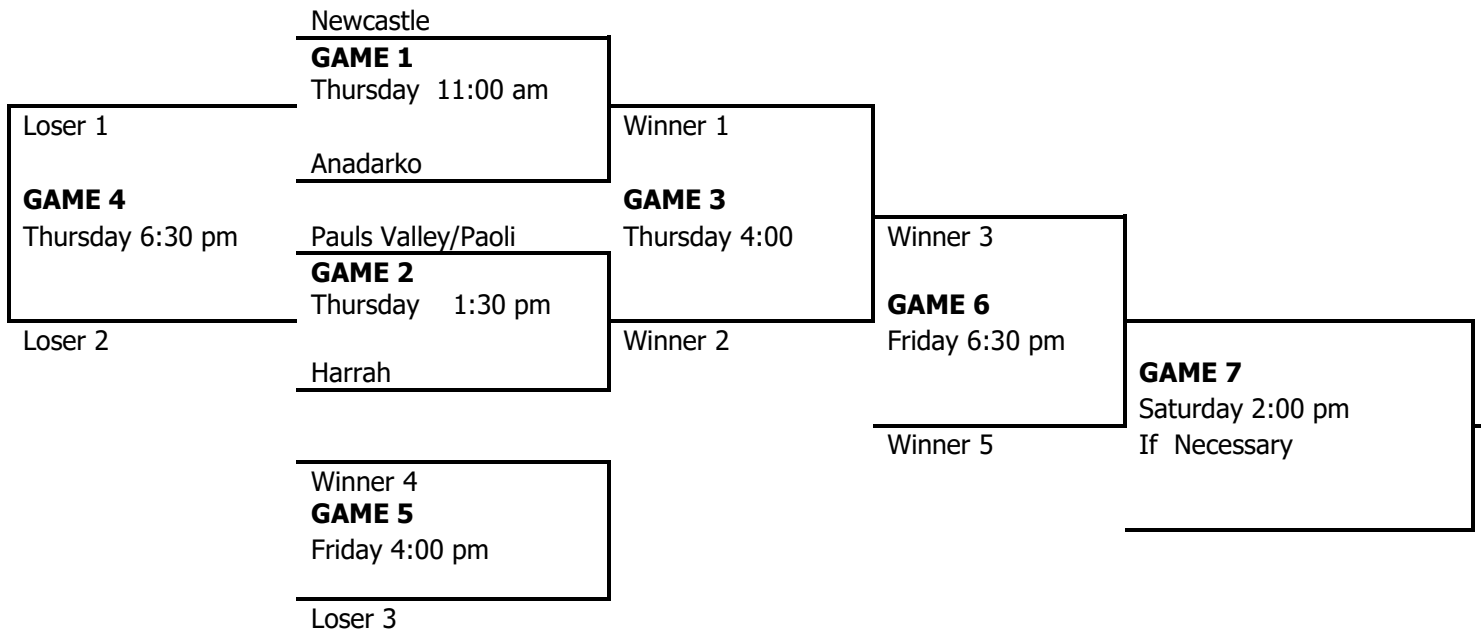 Newcastle
GAME 1
Thursday 11:00 am
Loser 1
Winner 1
Anadarko
GAME 4
GAME 3
Thursday 6:30 pm
Pauls Valley/Paoli
Thursday 4:00
Winner 3
GAME 2
Thursday 1:30 pm
GAME 6
Loser 2
Winner 2
Friday 6:30 pm
Harrah
GAME 7
Saturday 2:00 pm
Winner 5
If Necessary
Winner 4
GAME 5
Friday 4:00 pm
Loser 3